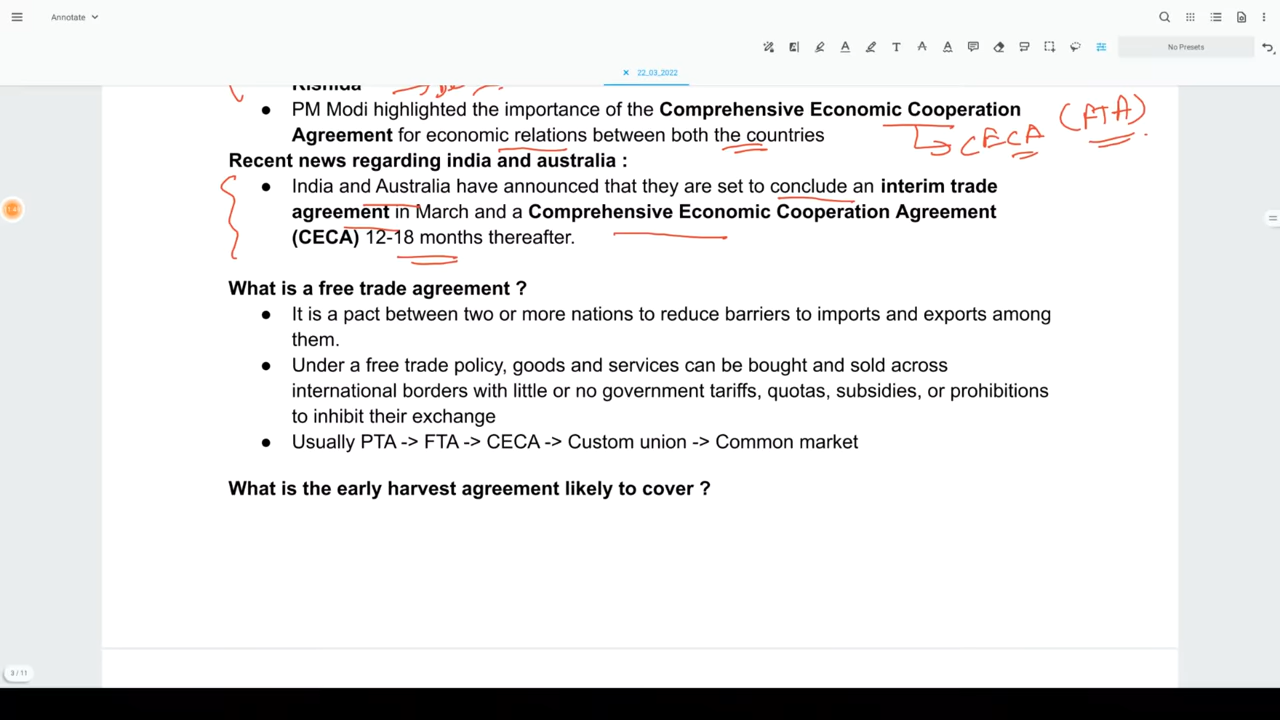 Annotate
No Presets
22_03_2022
Kishida
PM Modi highlighted the importance of the Comprehensive Economic Cooperation
Agreement for economic relations between both the countries
CECA (FTA)
Recent news regarding india and australia :
India and Australia have announced that they are set to conclude an interim trade
agreement in March and a Comprehensive Economic Cooperation Agreement
(CECA) 12-18 months thereafter.
What is a free trade agreement ?
It is a pact between two or more nations to reduce barriers to imports and exports among
them.
Under a free trade policy, goods and services can be bought and sold across
international borders with little or no government tariffs, quotas, subsidies, or prohibitions
to inhibit their exchange
Usually PTA -> FTA -> CECA -> Custom union -> Common market
What is the early harvest agreement likely to cover ?
3 / 11